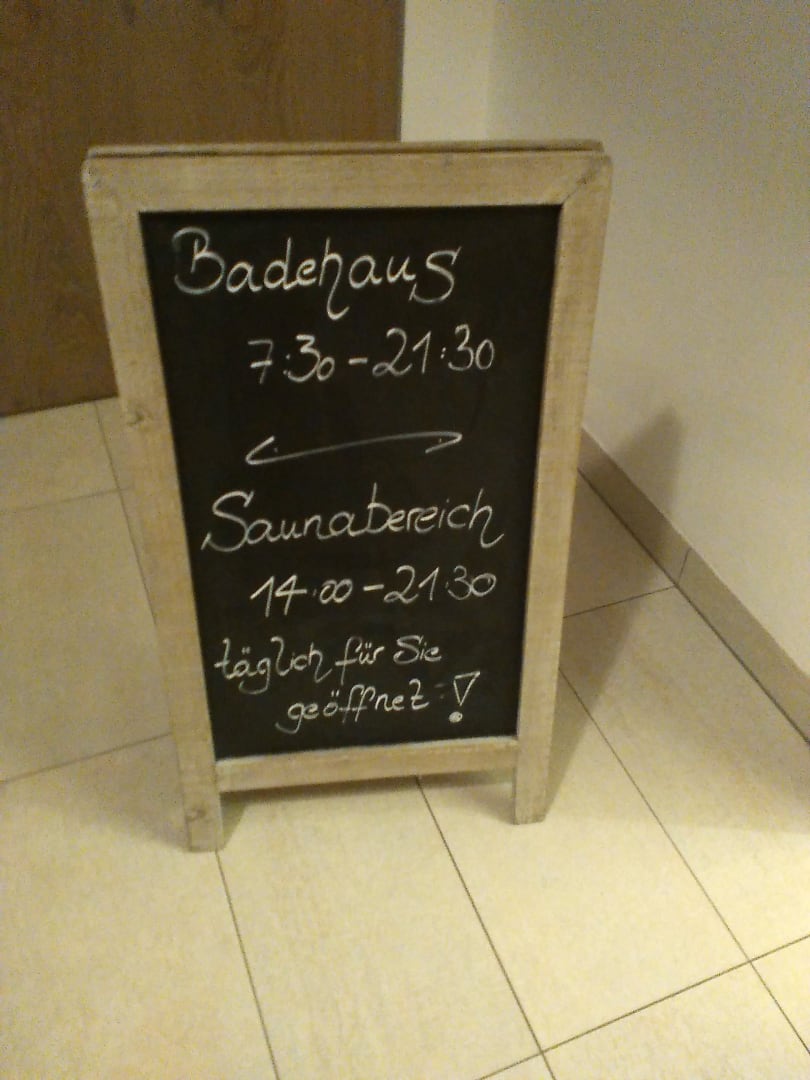 Badehaus
7:30-21:30
Saunabereich
14:00-21:30
täglich für Sie
geöffnet !